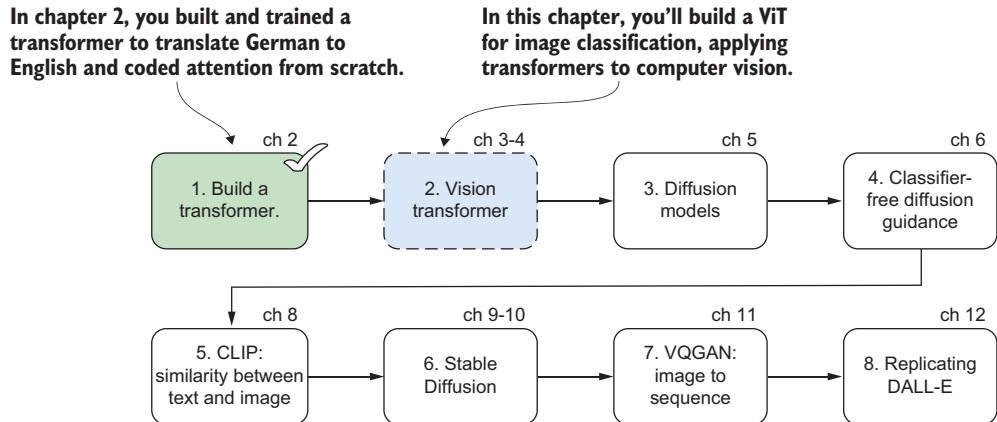 In chapter 2, you built and trained a
transformer to translate German to
English and coded attention from scratch.
In this chapter, you'll build a ViT
for image classification, applying
transformers to computer vision.
ch 2
1. Build a
transformer.
ch 3-4
2. Vision
transformer
ch 5
3. Diffusion
models
ch 6
4. Classifier-
free diffusion
guidance
ch 8
5. CLIP:
similarity between
text and image
ch 9-10
6. Stable
Diffusion
ch 11
7. VQGAN:
image to
sequence
ch 12
8. Replicating
DALL-E